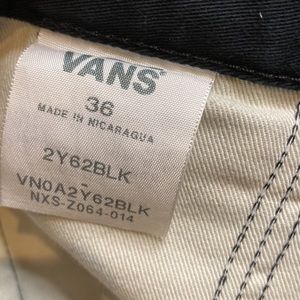 VANS
36
MADE IN NICARAGUA
2Y62BLK
VN0A2Y62BLK
NXS-Z064-014